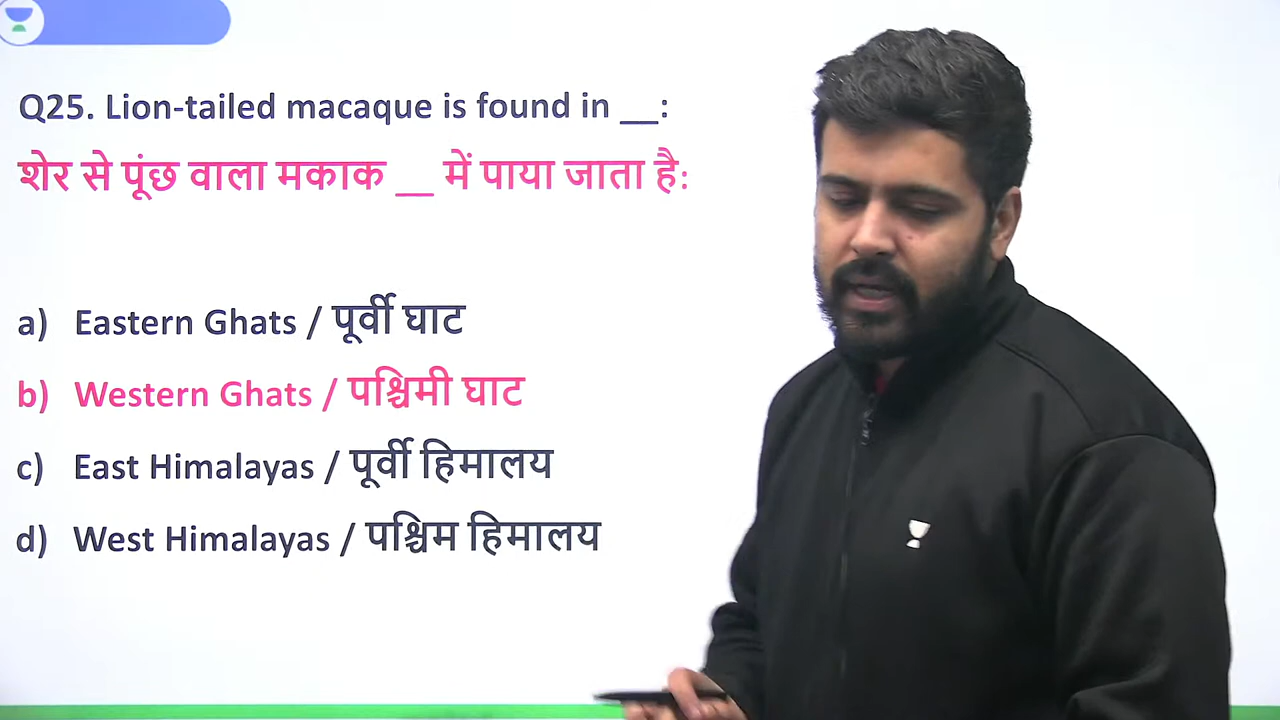 Q25. Lion-tailed macaque is found in __:
शेर से पूंछ वाला मकाक __ में पाया जाता है:
a) Eastern Ghats / पूर्वी घाट
b) Western Ghats / पश्चिमी घाट
c) East Himalayas / पूर्वी हिमालय
d) West Himalayas / पश्चिम हिमालय